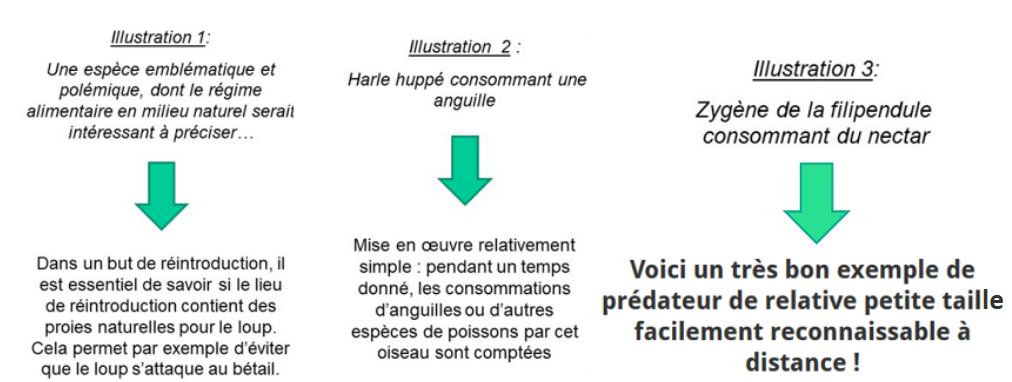 Illustration 1:
Une espèce emblématique et
polémique, dont le régime
alimentaire en milieu naturel serait
intéressant à préciser…
Dans un but de réintroduction, il
est essentiel de savoir si le lieu
de réintroduction contient des
proies naturelles pour le loup.
Cela permet par exemple d’éviter
que le loup s’attaque au bétail.
Illustration 2 :
Harle huppé consommant une
anguille
Mise en œuvre relativement
simple : pendant un temps
donné, les consommations
d’anguilles ou d’autres
espèces de poissons par cet
oiseau sont comptées
Illustration 3:
Zygène de la filipendule
consommant du nectar
Voici un très bon exemple de
prédateur de relative petite taille
facilement reconnaissable à
distance !